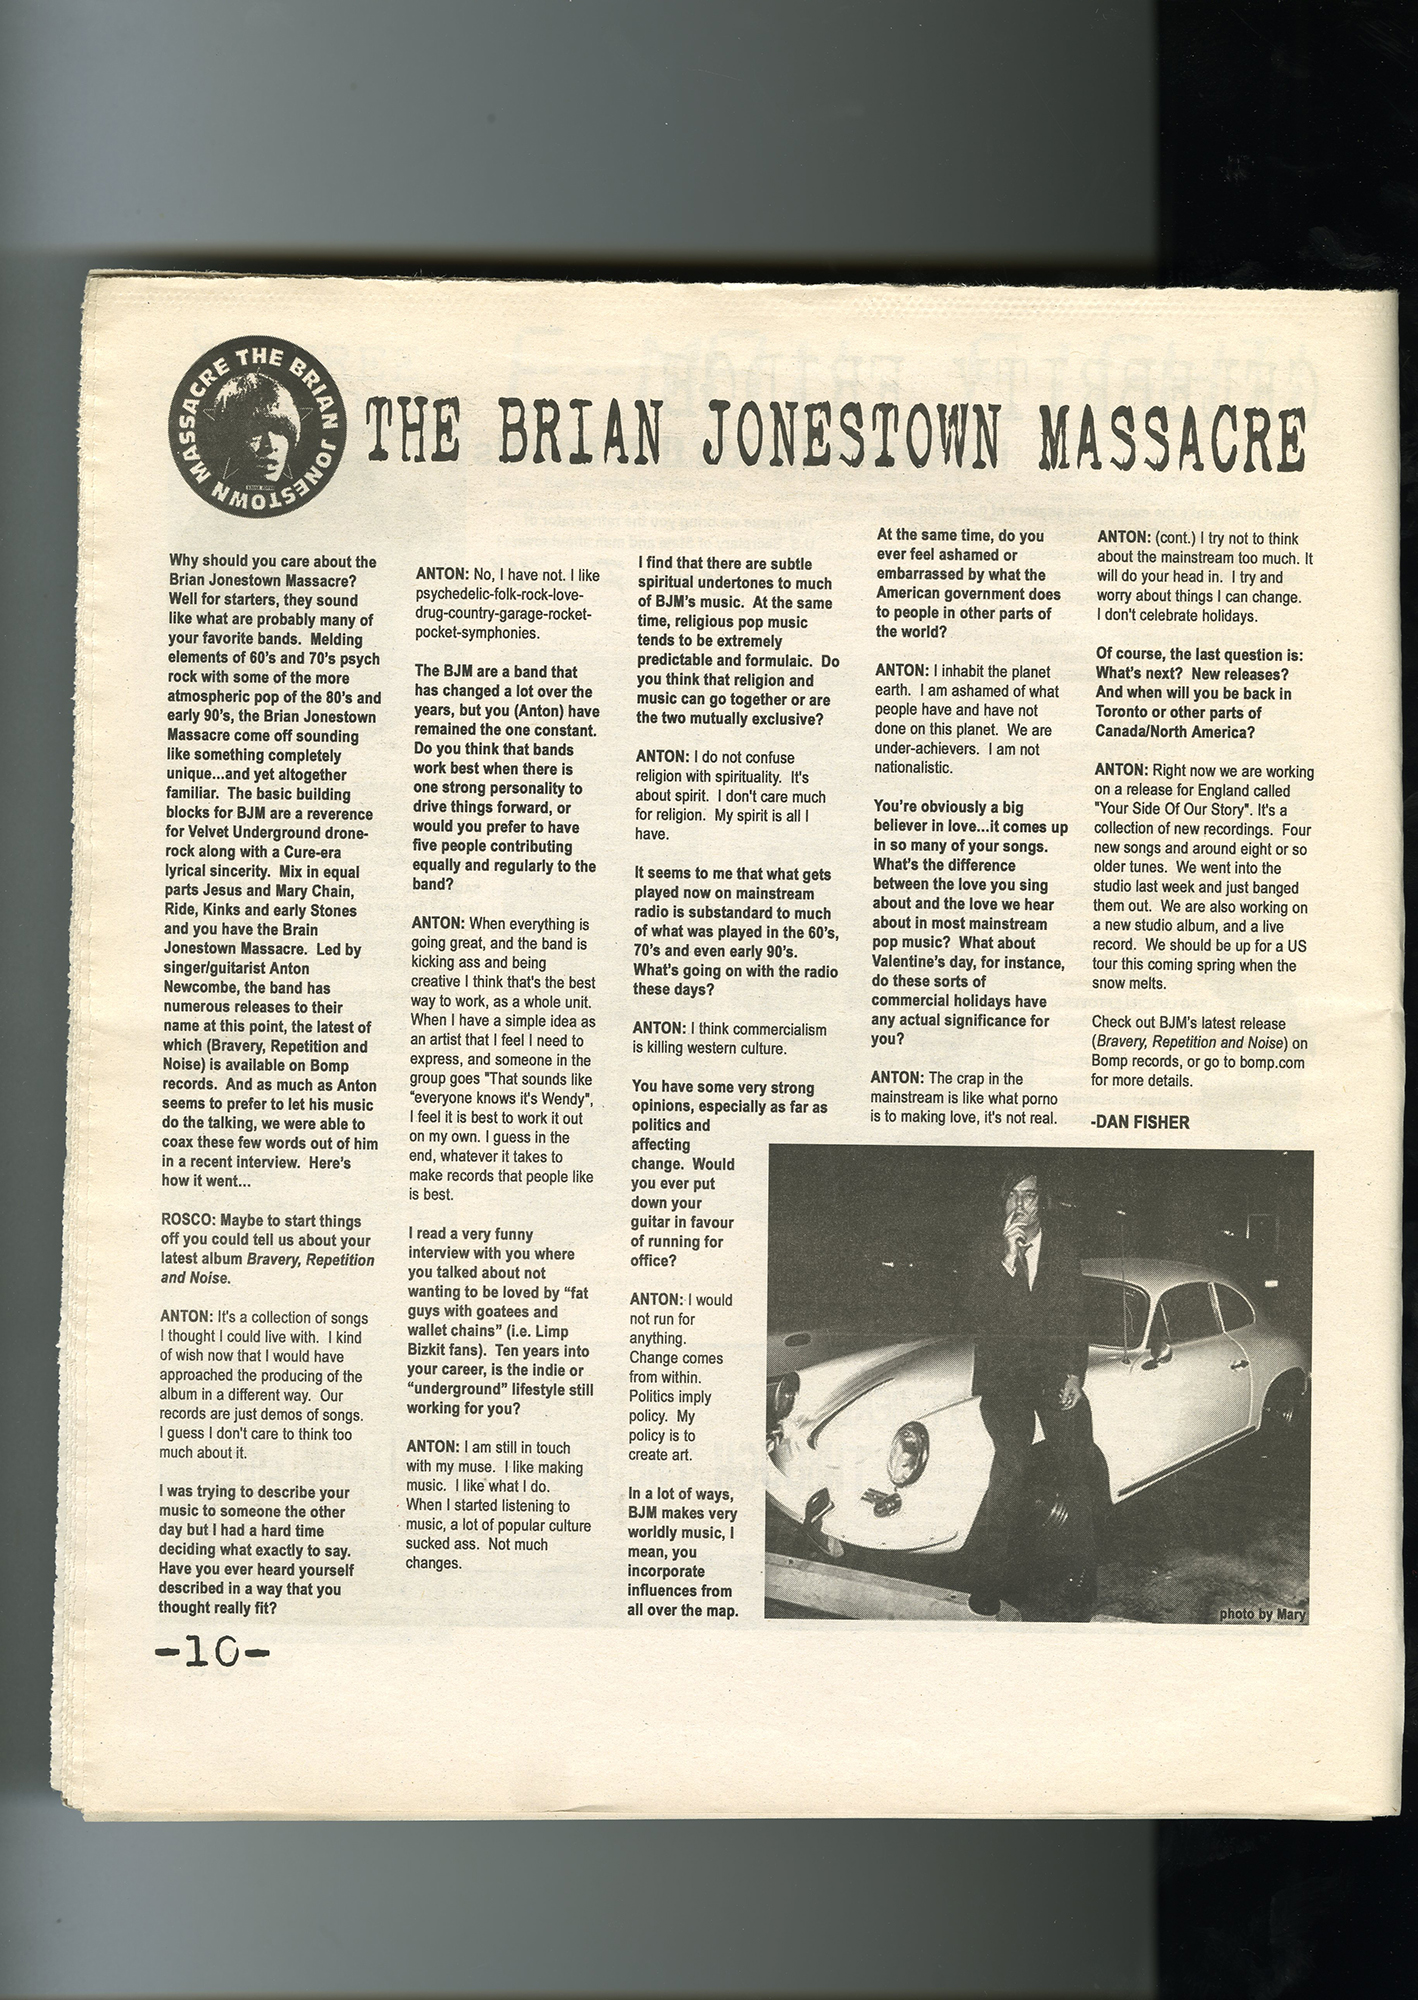 MASSACRE THE BRIAN JONESTOWN
THE BRIAN JONESTOWN MASSACRE
Why should you care about the
Brian Jonestown Massacre?
Well for starters, they sound
like what are probably many of
your favorite bands. Melding
elements of 60's and 70's psych
rock with some of the more
atmospheric pop of the 80's and
early 90's, the Brian Jonestown
Massacre come off sounding
like something completely
unique...and yet altogether
familiar. The basic building
blocks for BJM are a reverence
for Velvet Underground drone-
rock along with a Cure-era
lyrical sincerity. Mix in equal
parts Jesus and Mary Chain,
Ride, Kinks and early Stones
and you have the Brain
Jonestown Massacre. Led by
singer/guitarist Anton
Newcombe, the band has
numerous releases to their
name at this point, the latest of
which (Bravery, Repetition and
Noise) is available on Bomp
records. And as much as Anton
seems to prefer to let his music
do the talking, we were able to
coax these few words out of him
in a recent interview. Here's
how it went...
ROSCO: Maybe to start things
off you could tell us about your
latest album Bravery, Repetition
and Noise.
ANTON: It's a collection of songs
I thought I could live with. I kind
of wish now that I would have
approached the producing of the
album in a different way. Our
records are just demos of songs.
I guess I don't care to think too
much about it.
I was trying to describe your
music to someone the other
day but I had a hard time
deciding what exactly to say.
Have you ever heard yourself
described in a way that you
thought really fit?
ANTON: No, I have not. I like
psychedelic-folk-rock-love-
drug-country-garage-rocket-
pocket-symphonies.
The BJM are a band that
has changed a lot over the
years, but you (Anton) have
remained the one constant.
Do you think that bands
work best when there is
one strong personality to
drive things forward, or
would you prefer to have
five people contributing
equally and regularly to the
band?
ANTON: When everything is
going great, and the band is
kicking ass and being
creative I think that's the best
way to work, as a whole unit.
When I have a simple idea as
an artist that I feel I need to
express, and someone in the
group goes "That sounds like
"everyone knows it's Wendy",
I feel it is best to work it out
on my own. I guess in the
end, whatever it takes to
make records that people like
is best.
I read a very funny
interview with you where
you talked about not
wanting to be loved by "fat
guys with goatees and
wallet chains" (i.e. Limp
Bizkit fans). Ten years into
your career, is the indie or
"underground" lifestyle still
working for you?
ANTON: I am still in touch
with my muse. I like making
music. I like what I do.
When I started listening to
music, a lot of popular culture
sucked ass. Not much
changes.
I find that there are subtle
spiritual undertones to much
of BJM's music. At the same
time, religious pop music
tends to be extremely
predictable and formulaic. Do
you think that religion and
music can go together or are
the two mutually exclusive?
ANTON: I do not confuse
religion with spirituality. It's
about spirit. I don't care much
for religion. My spirit is all I
have.
It seems to me that what gets
played now on mainstream
radio is substandard to much
of what was played in the 60's,
70's and even early 90's.
What's going on with the radio
these days?
ANTON: I think commercialism
is killing western culture.
You have some very strong
opinions, especially as far as
politics and
affecting
change. Would
you ever put
down your
guitar in favour
of running for
office?
ANTON: I would
not run for
anything.
Change comes
from within.
Politics imply
policy. My
policy is to
create art.
In a lot of ways,
BJM makes very
worldly music, I
mean, you
incorporate
influences from
all over the map.
At the same time, do you
ever feel ashamed or
embarrassed by what the
American government does
to people in other parts of
the world?
ANTON: I inhabit the planet
earth. I am ashamed of what
people have and have not
done on this planet. We are
under-achievers. I am not
nationalistic.
You're obviously a big
believer in love...it comes up
in so many of your songs.
What's the difference
between the love you sing
about and the love we hear
about in most mainstream
pop music? What about
Valentine's day, for instance,
do these sorts of
commercial holidays have
any actual significance for
you?
ANTON: The crap in the
mainstream is like what porno
is to making love, it's not real.
ANTON: (cont.) I try not to think
about the mainstream too much. It
will do your head in. I try and
worry about things I can change.
I don't celebrate holidays.
Of course, the last question is:
What's next? New releases?
And when will you be back in
Toronto or other parts of
Canada/North America?
ANTON: Right now we are working
on a release for England called
"Your Side Of Our Story". It's a
collection of new recordings. Four
new songs and around eight or so
older tunes. We went into the
studio last week and just banged
them out. We are also working on
a new studio album, and a live
record. We should be up for a US
tour this coming spring when the
snow melts.
Check out BJM's latest release
(Bravery, Repetition and Noise) on
Bomp records, or go to bomp.com
for more details.
-DAN FISHER
photo by Mary
-10-